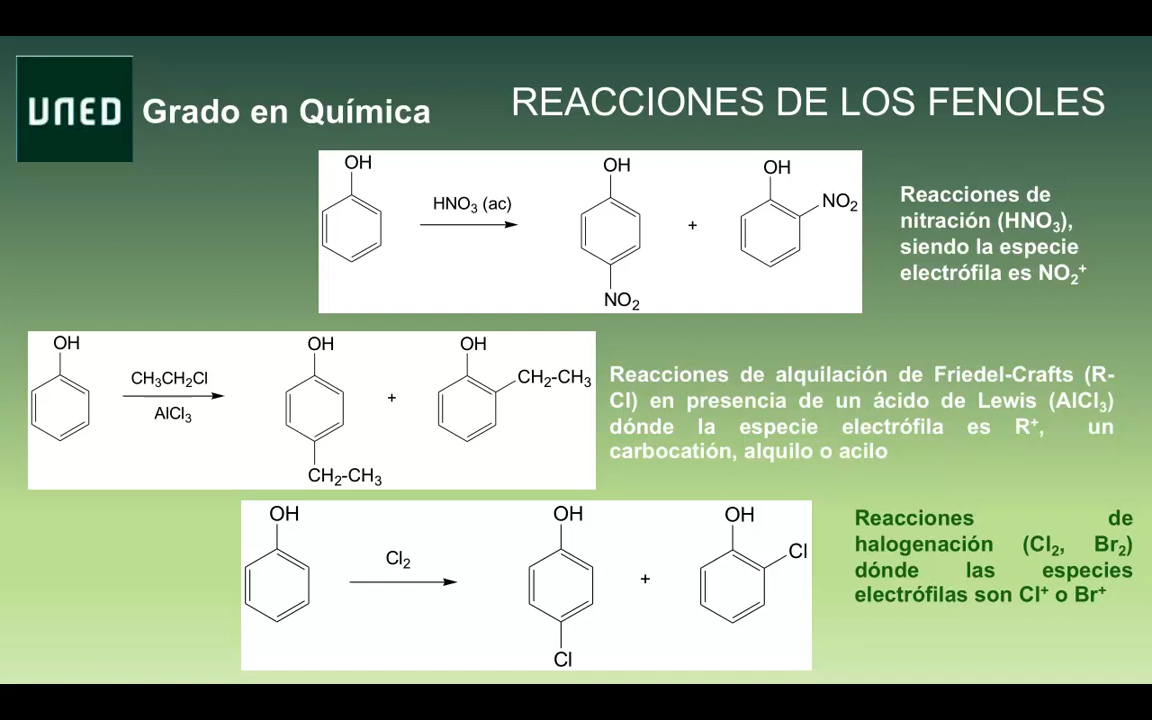 UNED
Grado en Química
REACCIONES DE LOS FENOLES
OH
HNO₃ (ac)
OH
NO₂
+
OH
NO₂
Reacciones de
nitración (HNO₃),
siendo la especie
electrófila es NO₂⁺
OH
CH₃CH₂Cl
AlCl₃
OH
CH₂-CH₃
+
OH
CH₂-CH₃
Reacciones de alquilación de Friedel-Crafts (R-
Cl) en presencia de un ácido de Lewis (AlCl₃)
dónde la especie electrófila es R⁺, un
carbocatión, alquilo o acilo
OH
Cl₂
OH
Cl
+
OH
Cl
Reacciones de
halogenación (Cl₂, Br₂)
dónde las especies
electrófilas son Cl⁺ o Br⁺